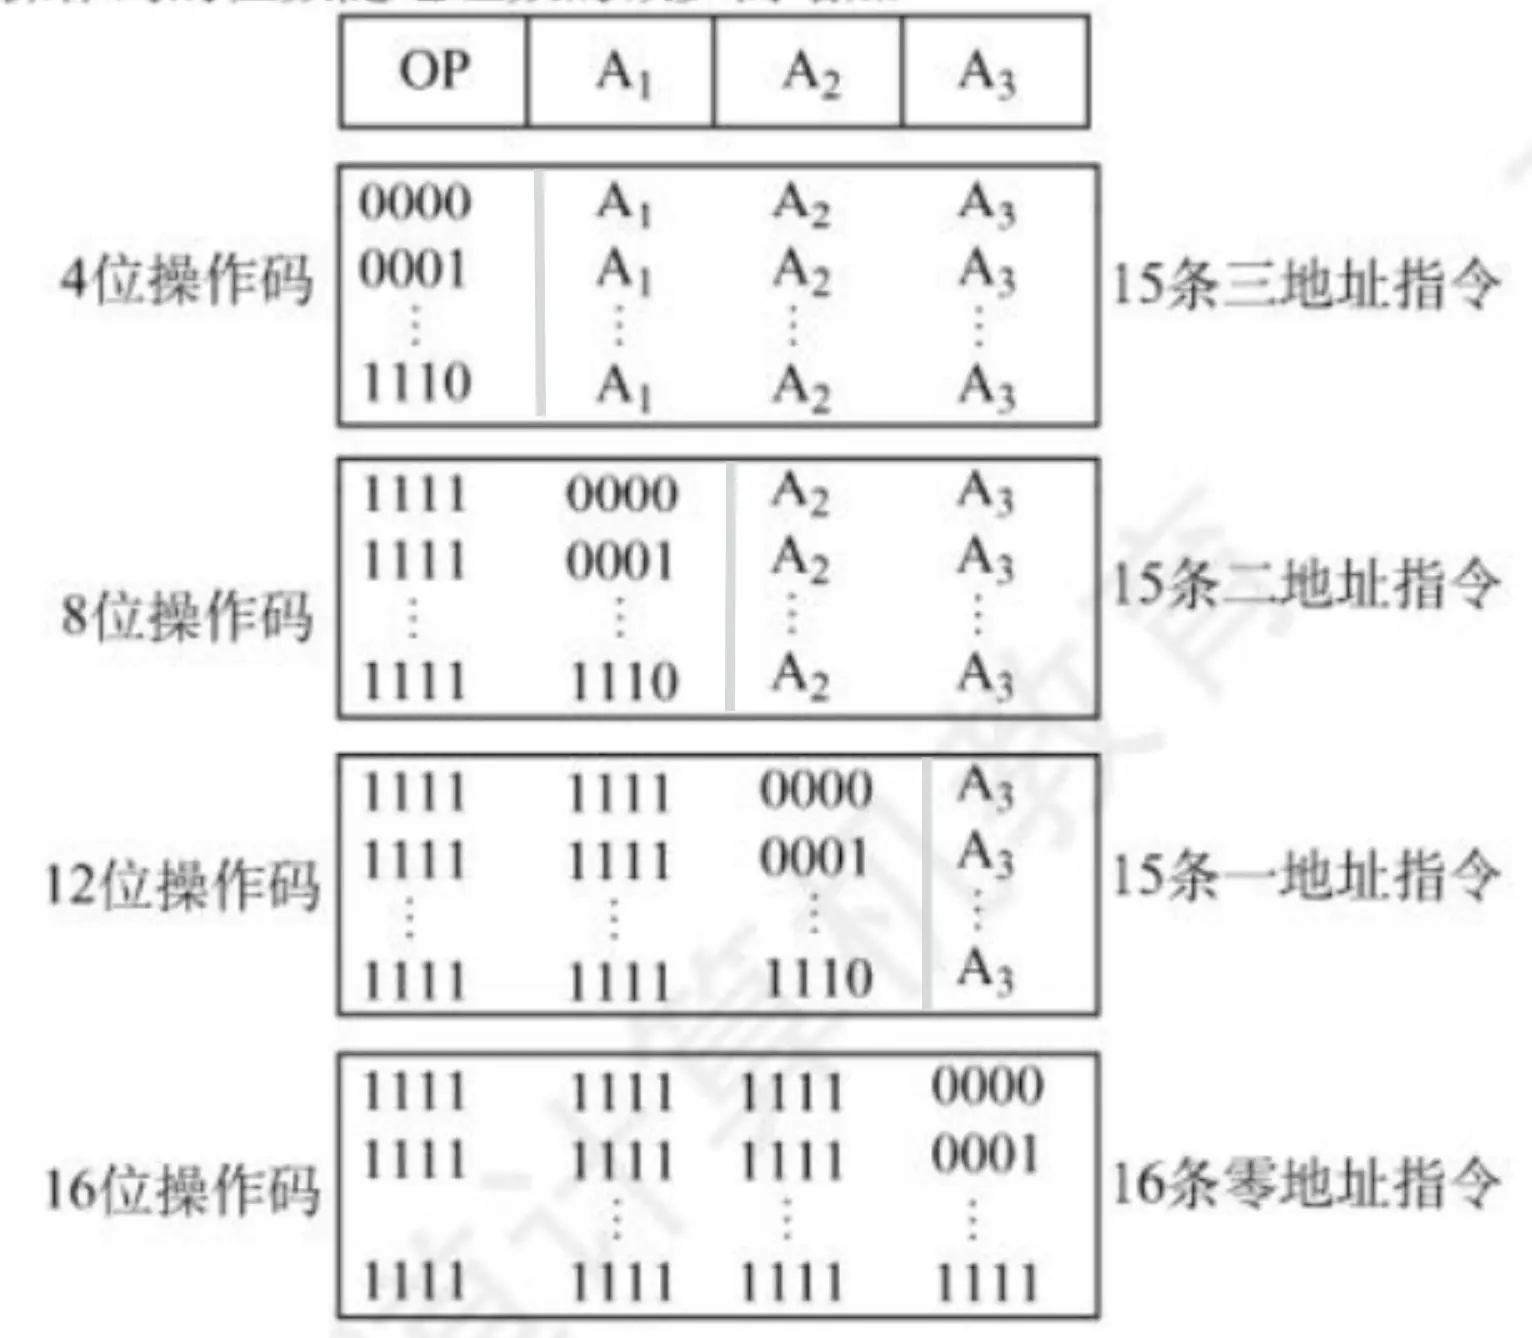 OP A₁ A₂ A₃
0000 A₁ A₂ A₃
4位操作码 0001 A₁ A₂ A₃ 15条三地址指令
⋮ ⋮ ⋮ ⋮
1110 A₁ A₂ A₃
1111 0000 A₂ A₃
1111 0001 A₂ A₃
8位操作码 ⋮ ⋮ ⋮ ⋮ 15条二地址指令
1111 1110 A₂ A₃
1111 1111 0000 A₃
12位操作码 1111 1111 0001 A₃ 15条一地址指令
⋮ ⋮ ⋮ ⋮
1111 1111 1110 A₃
1111 1111 1111 0000
1111 1111 1111 0001
16位操作码 ⋮ ⋮ ⋮ 16条零地址指令
1111 1111 1111 1111
计算机教育